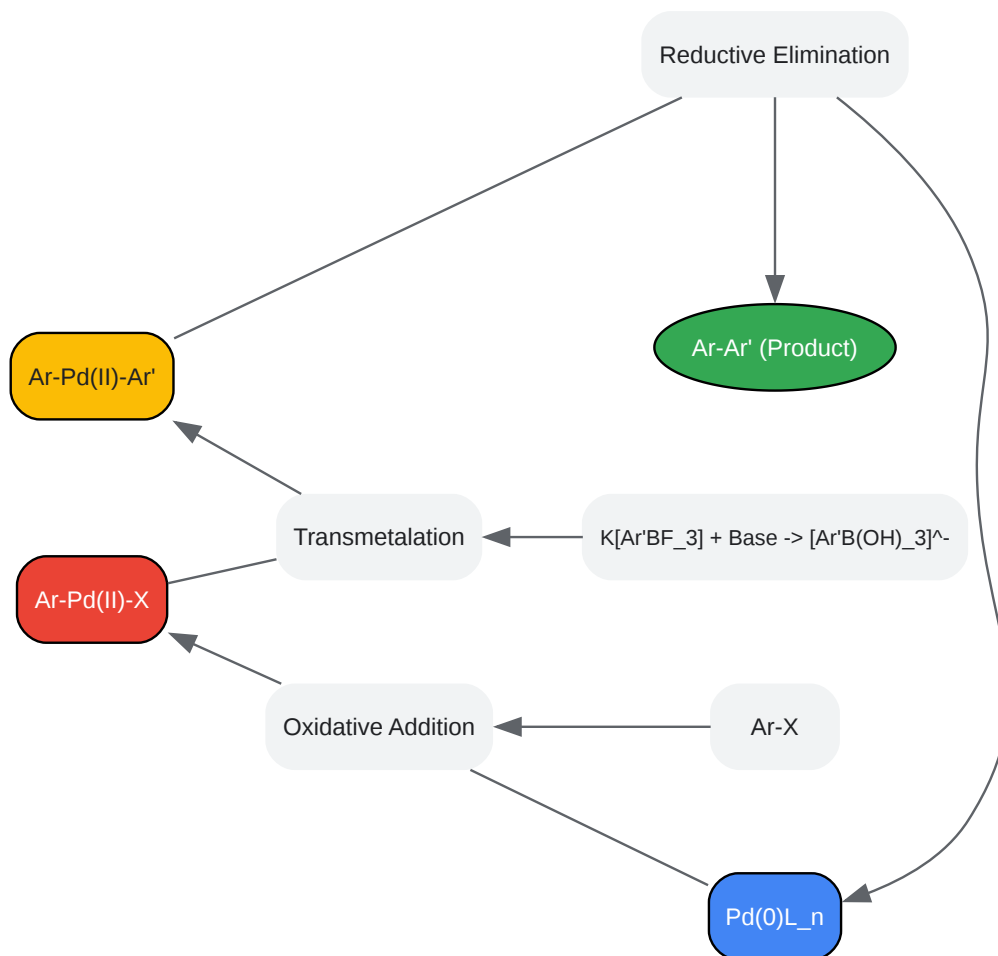 Reductive Elimination
Ar-Ar' (Product)
Ar-Pd(II)-Ar'
Transmetalation
K[Ar'BF_3] + Base -> [Ar'B(OH)_3]^-
Ar-Pd(II)-X
Oxidative Addition
Ar-X
Pd(0)L_n